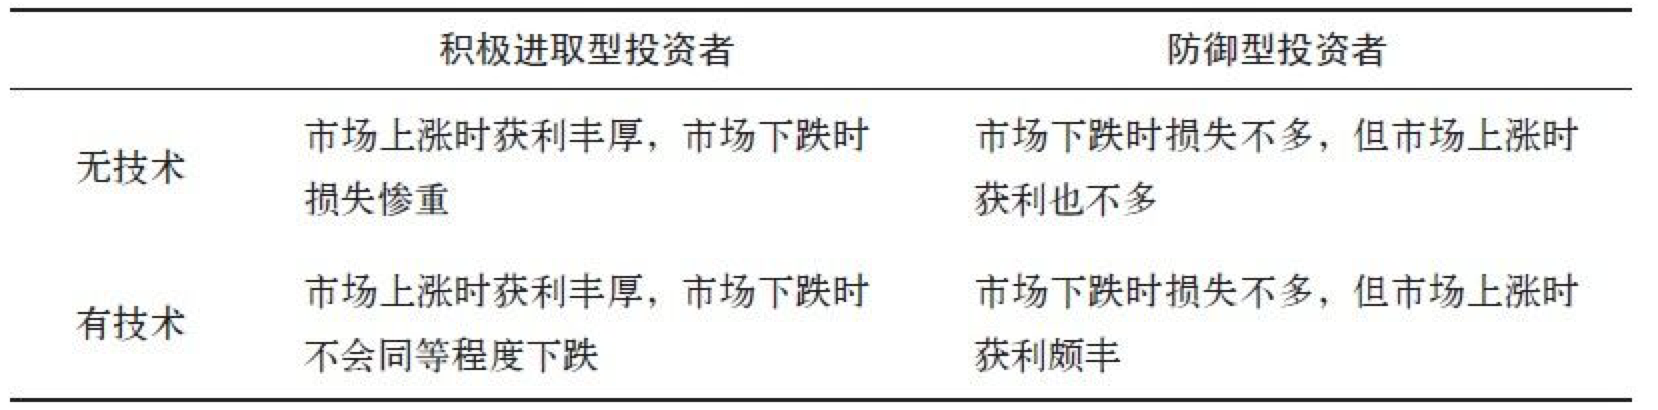 积极进取型投资者 防御型投资者
无技术
市场上涨时获利丰厚，市场下跌时
损失惨重
市场下跌时损失不多，但市场上涨时
获利也不多
有技术
市场上涨时获利丰厚，市场下跌时
不会同等程度下跌
市场下跌时损失不多，但市场上涨时
获利颇丰